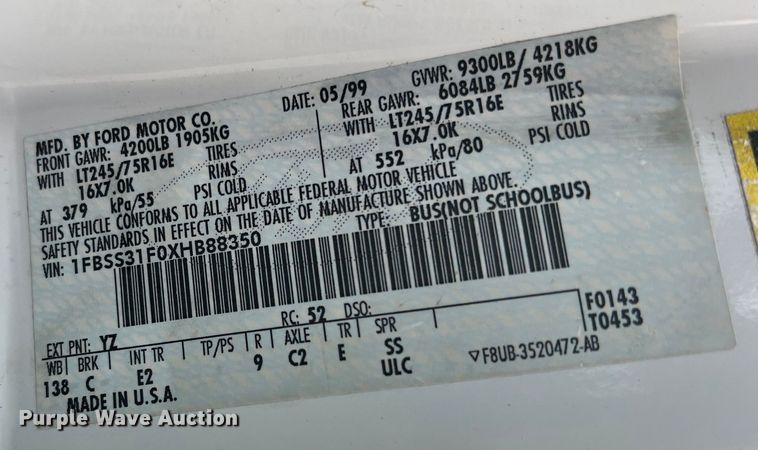 MFD. BY FORD MOTOR CO.
DATE: 05/99
GVWR: 9300LB/ 4218KG
FRONT GAWR: 4200LB 1905KG
REAR GAWR: 6084LB 2759KG
WITH LT245/75R16E TIRES
WITH LT245/75R16E TIRES
16X7.0K RIMS
16X7.0K RIMS
AT 379 kPa/55 PSI COLD
AT 552 kPa/80 PSI COLD
THIS VEHICLE CONFORMS TO ALL APPLICABLE FEDERAL MOTOR VEHICLE
SAFETY STANDARDS IN EFFECT ON THE DATE OF MANUFACTURE SHOWN ABOVE.
VIN: 1FBSS31F0XHB88350
TYPE: BUS(NOT SCHOOLBUS)
EXT PNT: YZ RC: 52 DSO:
F0143
T0453
WB BRK INT TR TP/PS R AXLE TR SPR
138 C E2 9 C2 E SS
ULC
MADE IN U.S.A.
▽F8UB-3520472-AB
Purple Wave Auction